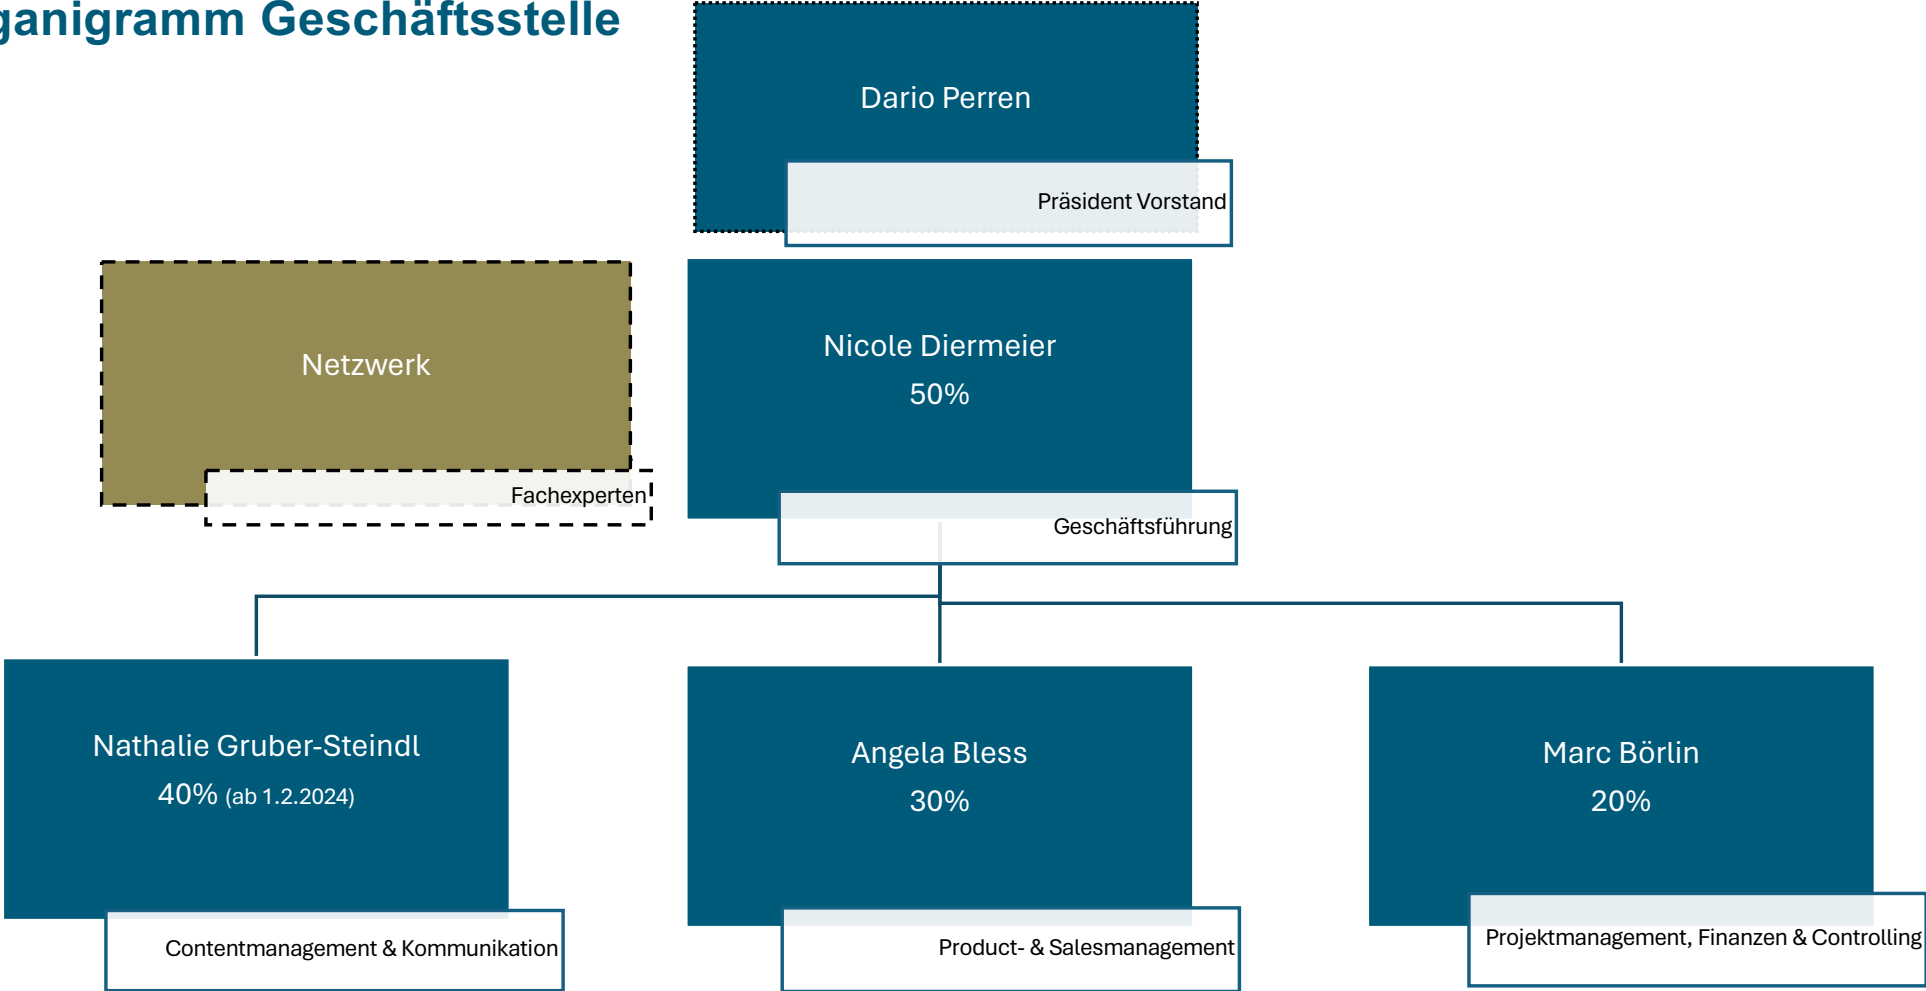 ganigramm Geschäftsstelle
Dario Perren
Präsident Vorstand
Netzwerk
Fachexperten
Nicole Diermeier
50%
Geschäftsführung
Nathalie Gruber-Steindl
40% (ab 1.2.2024)
Contentmanagement & Kommunikation
Angela Bless
30%
Product- & Salesmanagement
Marc Börlin
20%
Projektmanagement, Finanzen & Controlling